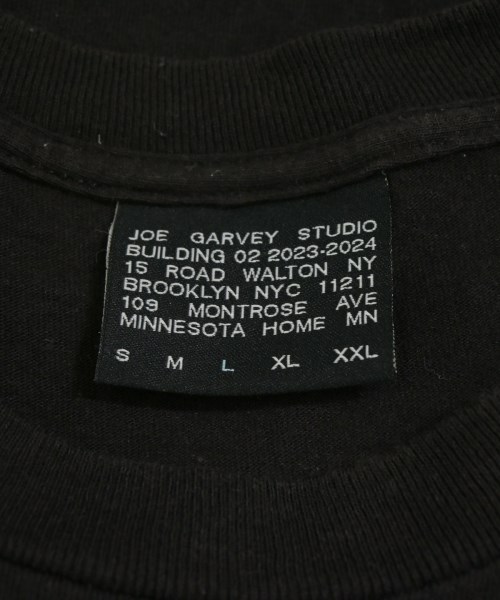 JOE GARVEY STUDIO
BUILDING 02 2023-2024
15 ROAD WALTON NY
BROOKLYN NYC 11211
109 MONTROSE AVE
MINNESOTA HOME MN
S M L XL XXL